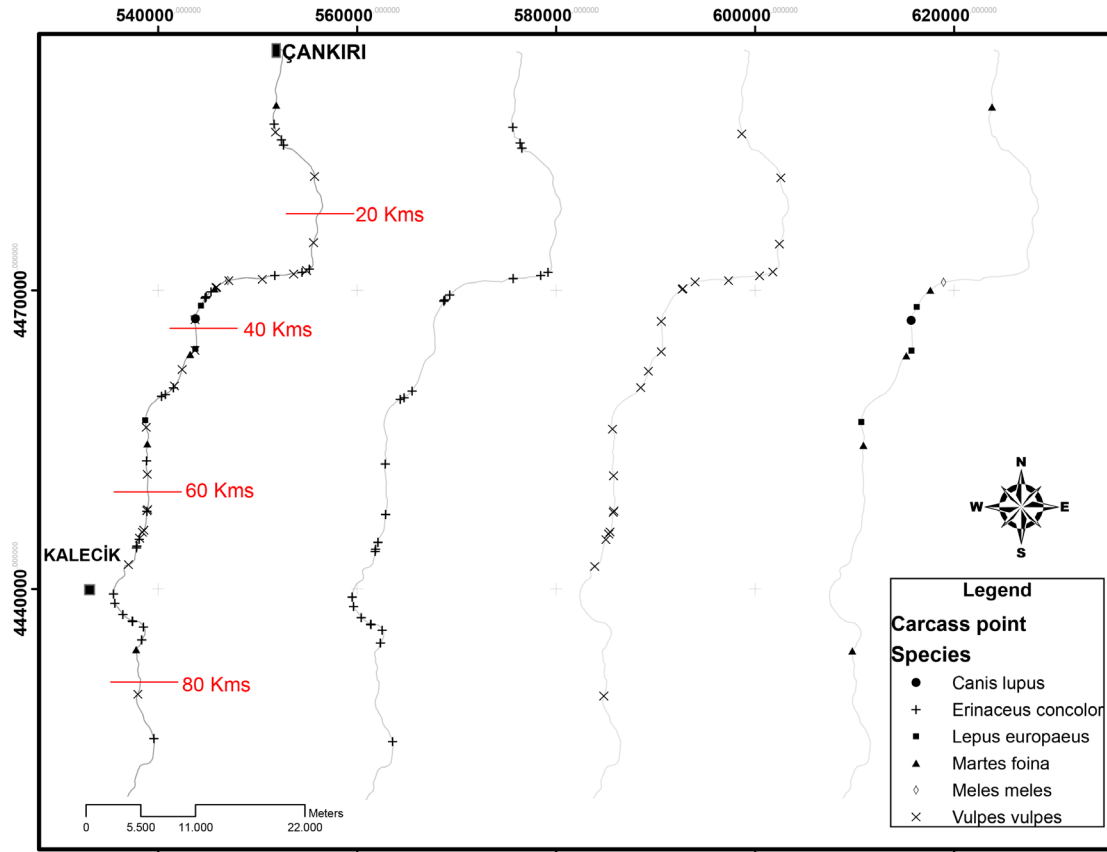 540000 000000 560000 000000 580000 000000 600000 000000 620000 000000
ÇANKIRI
20 Kms
4470000 000000
40 Kms
60 Kms
N
W E
S
KALECİK
4440000 000000
80 Kms
Legend
Carcass point
Species
Canis lupus
Erinaceus concolor
Lepus europaeus
Martes foina
Meles meles
Vulpes vulpes
Meters
0 5.500 11.000 22.000